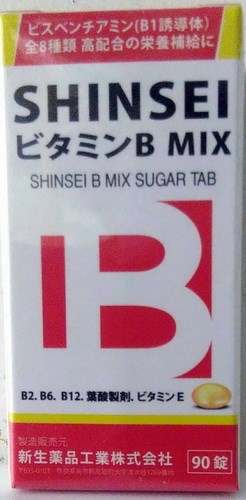 ビスベンチアミン(B1誘導体)
全8種類 高配合の栄養補給に
SHINSEI
ビタミンB MIX
SHINSEI B MIX SUGAR TAB
B
B2. B6. B12. 葉酸製剤. ビタミンE
製造販売元
新生薬品工業株式会社
90錠